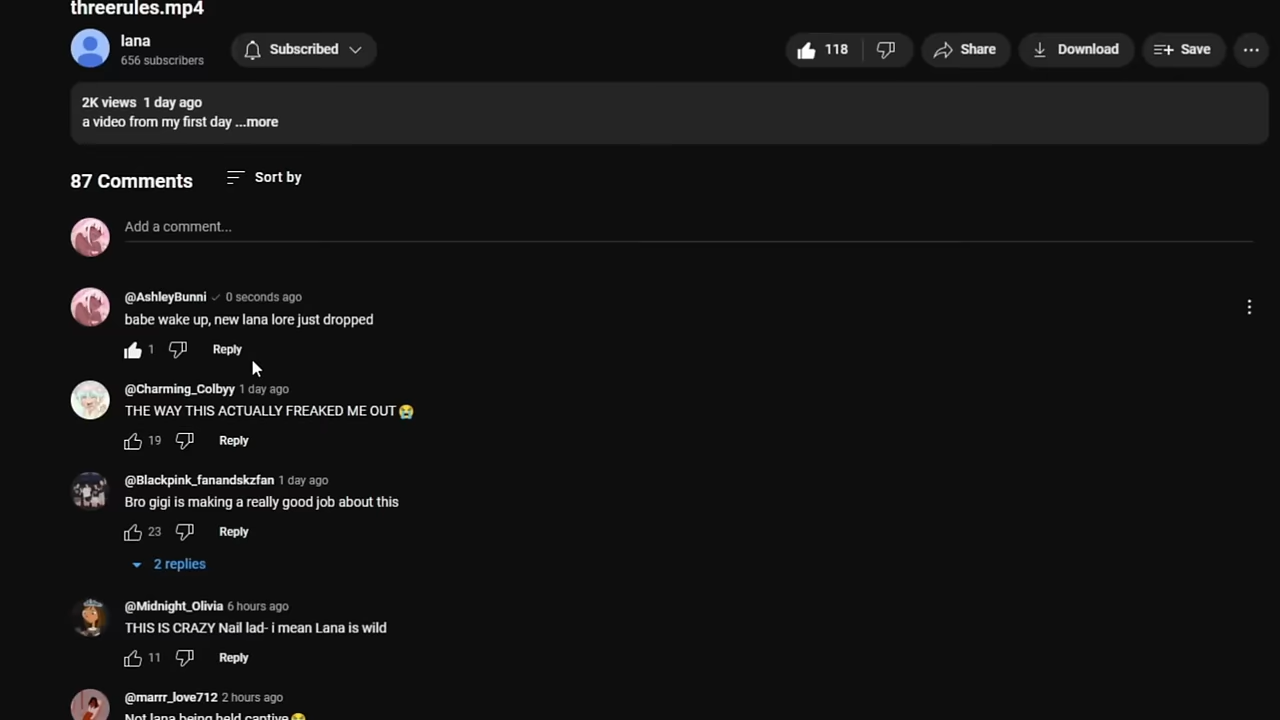 threerules.mp4
lana
656 subscribers
Subscribed
118
Share
Download
Save
2K views 1 day ago
a video from my first day ...more
87 Comments
Sort by
Add a comment...
@AshleyBunni 0 seconds ago
babe wake up, new lana lore just dropped
1 Reply
@Charming_Colbyy 1 day ago
THE WAY THIS ACTUALLY FREAKED ME OUT😭
19 Reply
@Blackpink_fanandskzfan 1 day ago
Bro gigi is making a really good job about this
23 Reply
2 replies
@Midnight_Olivia 6 hours ago
THIS IS CRAZY Nail lad- i mean Lana is wild
11 Reply
@marrr_love712 2 hours ago
Not lana being held captive😭